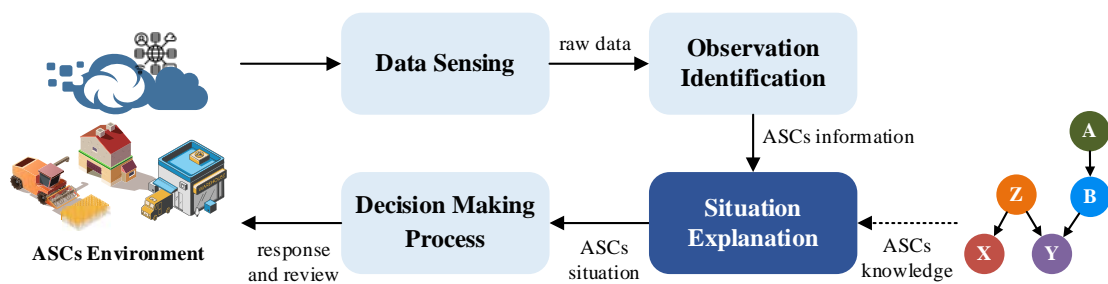 Data Sensing
raw data
Observation
Identification
ASCs information
A
B
Z
X
Y
ASCs
knowledge
Situation
Explanation
ASCs
situation
Decision Making
Process
response
and review
ASCs Environment